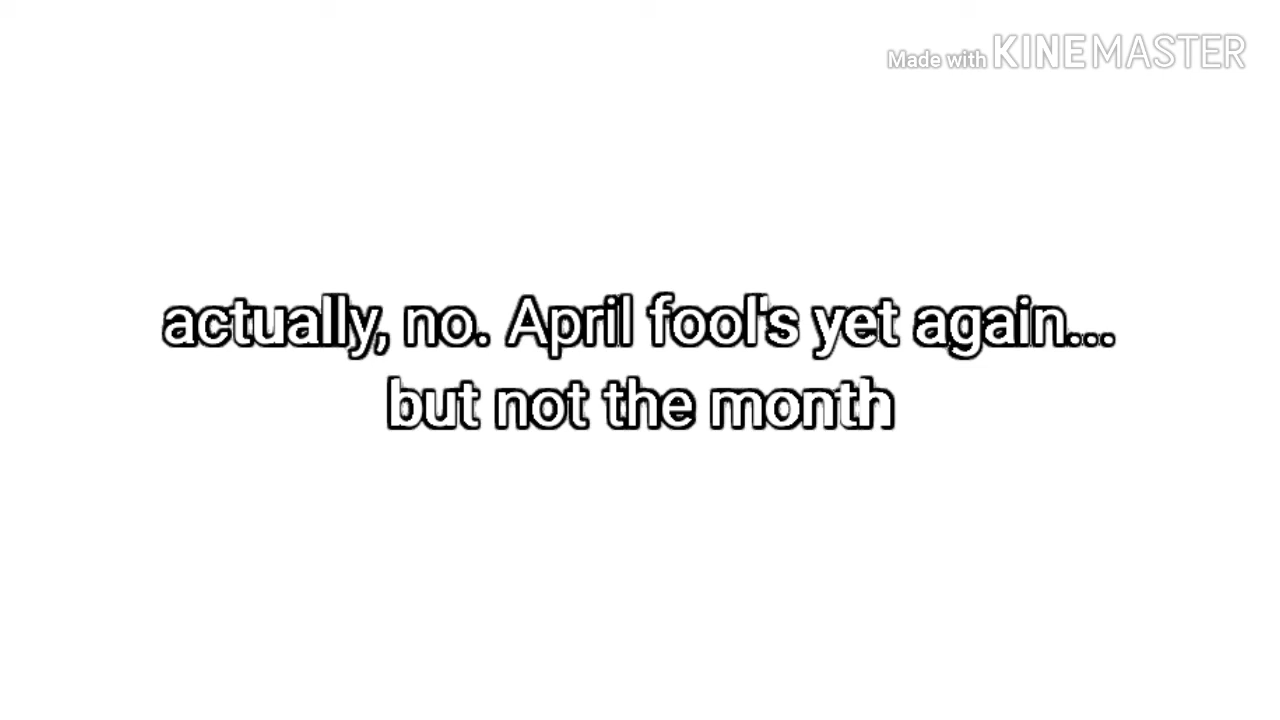 Made with KINEMASTER
actually, no. April fool's yet again...
but not the month